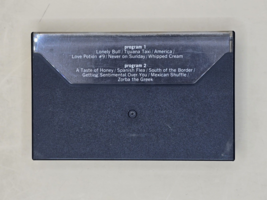 program 1
Lonely Bull / Tijuana Taxi / America /
Love Potion #9 / Never on Sunday / Whipped Cream
program 2
A Taste of Honey / Spanish Flea / South of the Border /
Getting Sentimental Over You / Mexican Shuffle /
Zorba the Greek